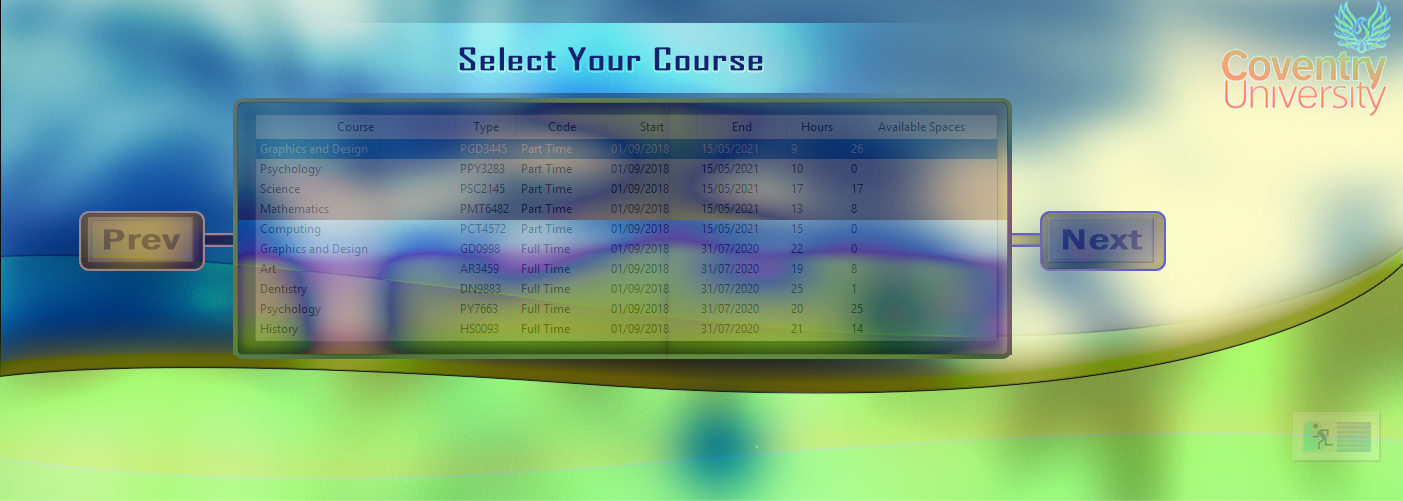 Select Your Course
Coventry
University
Course Type Code Start End Hours Available Spaces
Graphics and Design PGD3445 Part Time 01/09/2018 15/05/2021 9 26
Psychology PPY3283 Part Time 01/09/2018 15/05/2021 10 0
Science PSC2145 Part Time 01/09/2018 15/05/2021 17 17
Mathematics PMT6482 Part Time 01/09/2018 15/05/2021 13 8
Computing PCT4572 Part Time 01/09/2018 15/05/2021 15 0
Graphics and Design GD0998 Full Time 01/09/2018 31/07/2020 22 0
Art AR3459 Full Time 01/09/2018 31/07/2020 19 8
Dentistry DN9883 Full Time 01/09/2018 31/07/2020 25 1
Psychology PY7663 Full Time 01/09/2018 31/07/2020 20 25
History HS0093 Full Time 01/09/2018 31/07/2020 21 14
Prev
Next